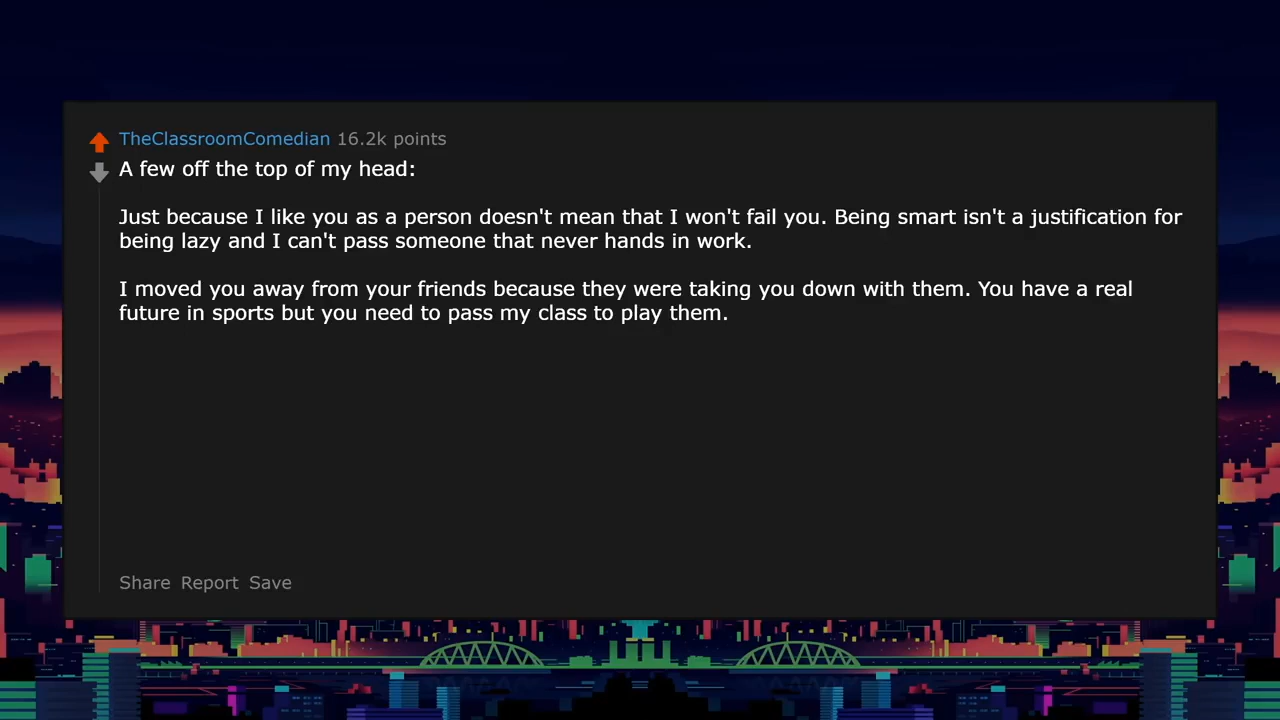 TheClassroomComedian 16.2k points
A few off the top of my head:
Just because I like you as a person doesn't mean that I won't fail you. Being smart isn't a justification for
being lazy and I can't pass someone that never hands in work.
I moved you away from your friends because they were taking you down with them. You have a real
future in sports but you need to pass my class to play them.
Share Report Save